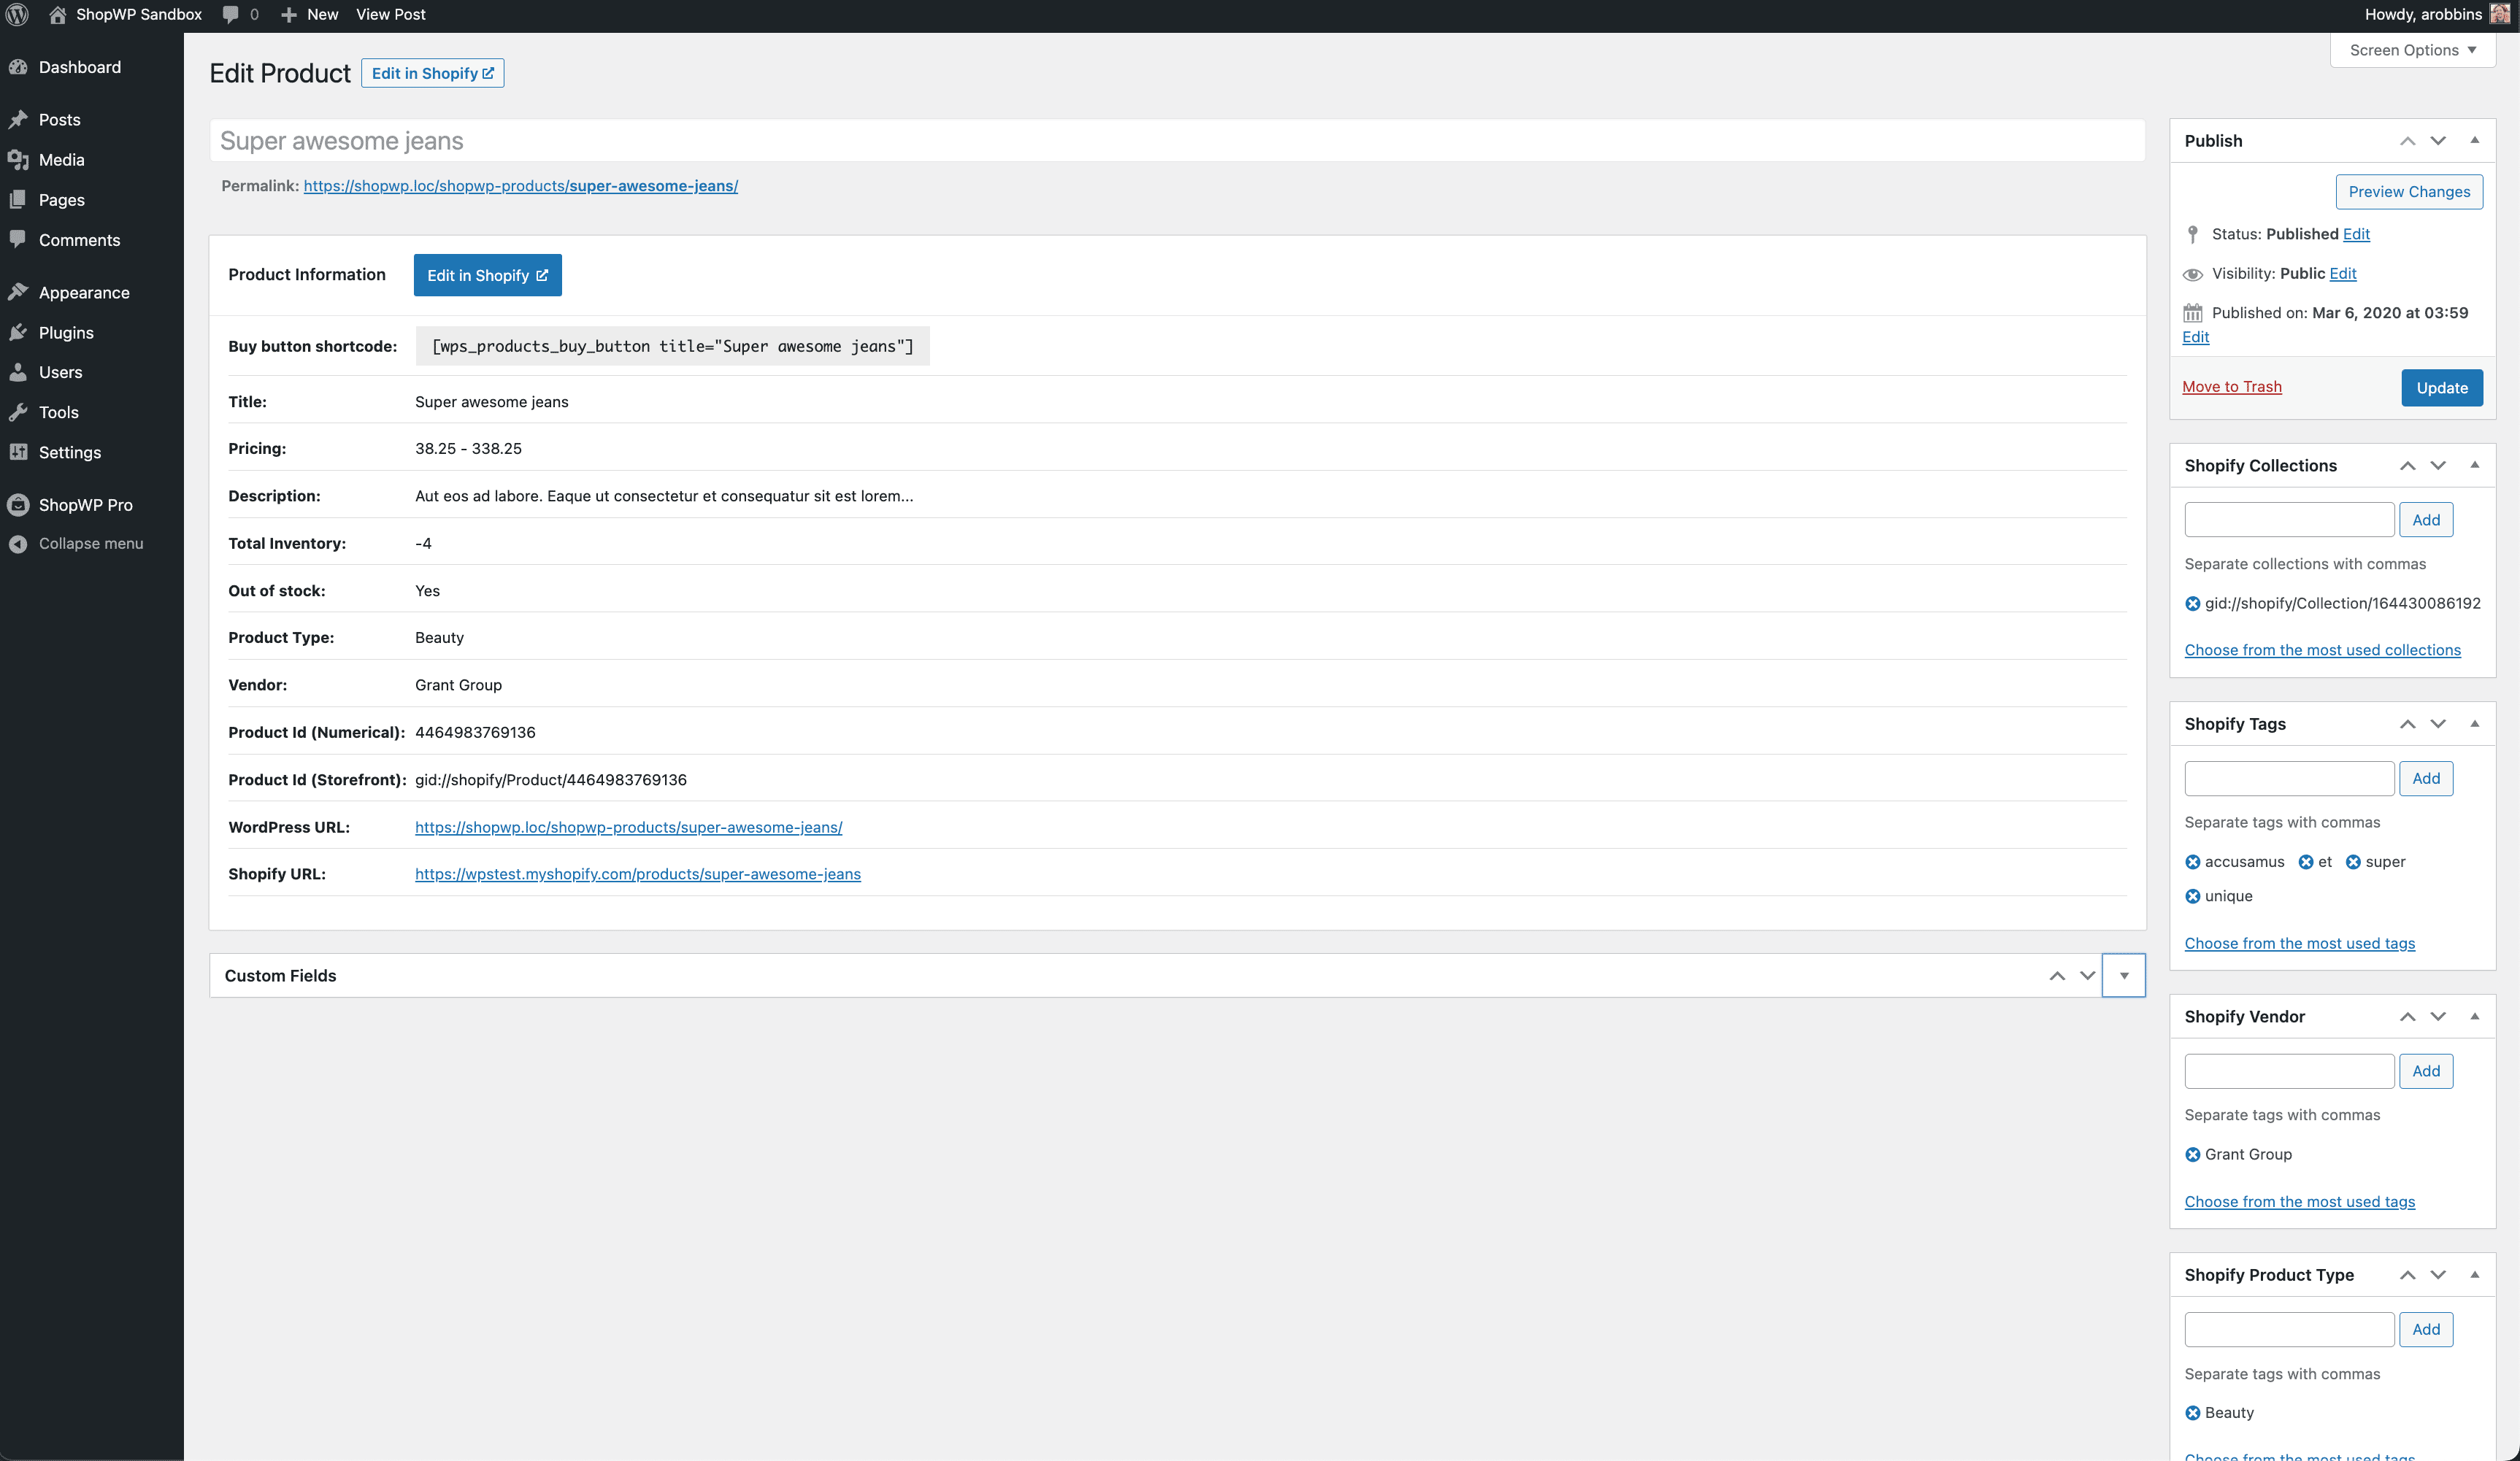 ShopWP Sandbox 0 New View Post Howdy, arobbins
Screen Options
Dashboard
Posts
Media
Pages
Comments
Appearance
Plugins
Users
Tools
Settings
ShopWP Pro
Collapse menu
Edit Product Edit in Shopify
Super awesome jeans
Permalink: https://shopwp.loc/shopwp-products/super-awesome-jeans/
Product Information Edit in Shopify
Buy button shortcode: [wps_products_buy_button title="Super awesome jeans"]
Title: Super awesome jeans
Pricing: 38.25 - 338.25
Description: Aut eos ad labore. Eaque ut consectetur et consequatur sit est lorem...
Total Inventory: -4
Out of stock: Yes
Product Type: Beauty
Vendor: Grant Group
Product Id (Numerical): 4464983769136
Product Id (Storefront): gid://shopify/Product/4464983769136
WordPress URL: https://shopwp.loc/shopwp-products/super-awesome-jeans/
Shopify URL: https://wpstest.myshopify.com/products/super-awesome-jeans
Custom Fields
Publish
Preview Changes
Status: Published Edit
Visibility: Public Edit
Published on: Mar 6, 2020 at 03:59
Edit
Move to Trash Update
Shopify Collections
Add
Separate collections with commas
gid://shopify/Collection/164430086192
Choose from the most used collections
Shopify Tags
Add
Separate tags with commas
accusamus et super
unique
Choose from the most used tags
Shopify Vendor
Add
Separate tags with commas
Grant Group
Choose from the most used tags
Shopify Product Type
Add
Separate tags with commas
Beauty
Choose from the most used tags